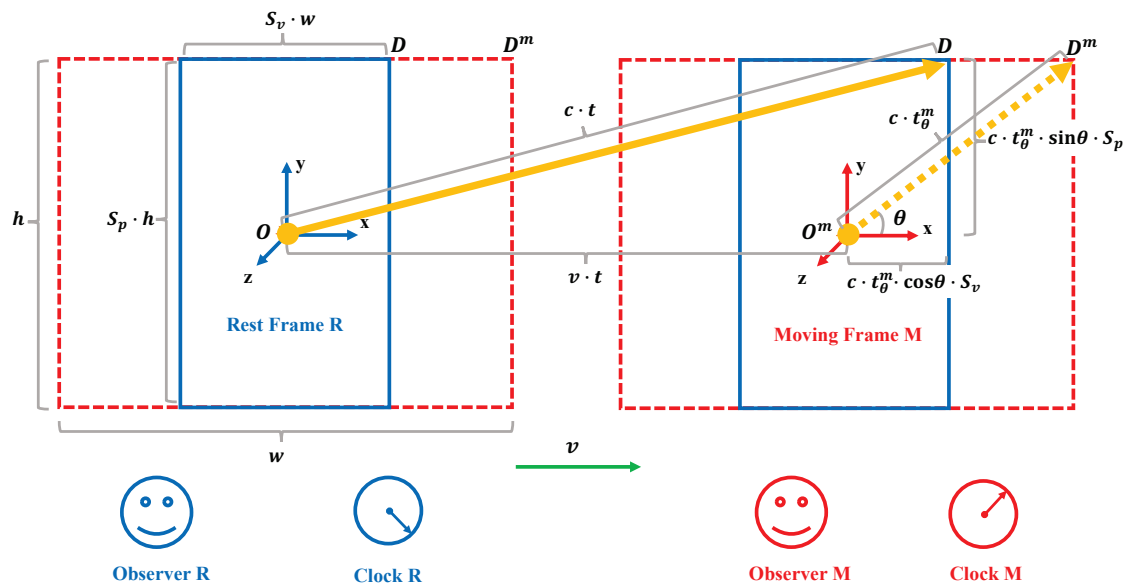 S_v · w
D
D^m
D
D^m
c · t
c · t_θ^m
c · t_θ^m · sinθ · S_p
h
S_p · h
y
y
O
x
O^m
θ
x
z
z
v · t
c · t_θ^m · cosθ · S_v
Rest Frame R
Moving Frame M
w
v
Observer R
Clock R
Observer M
Clock M